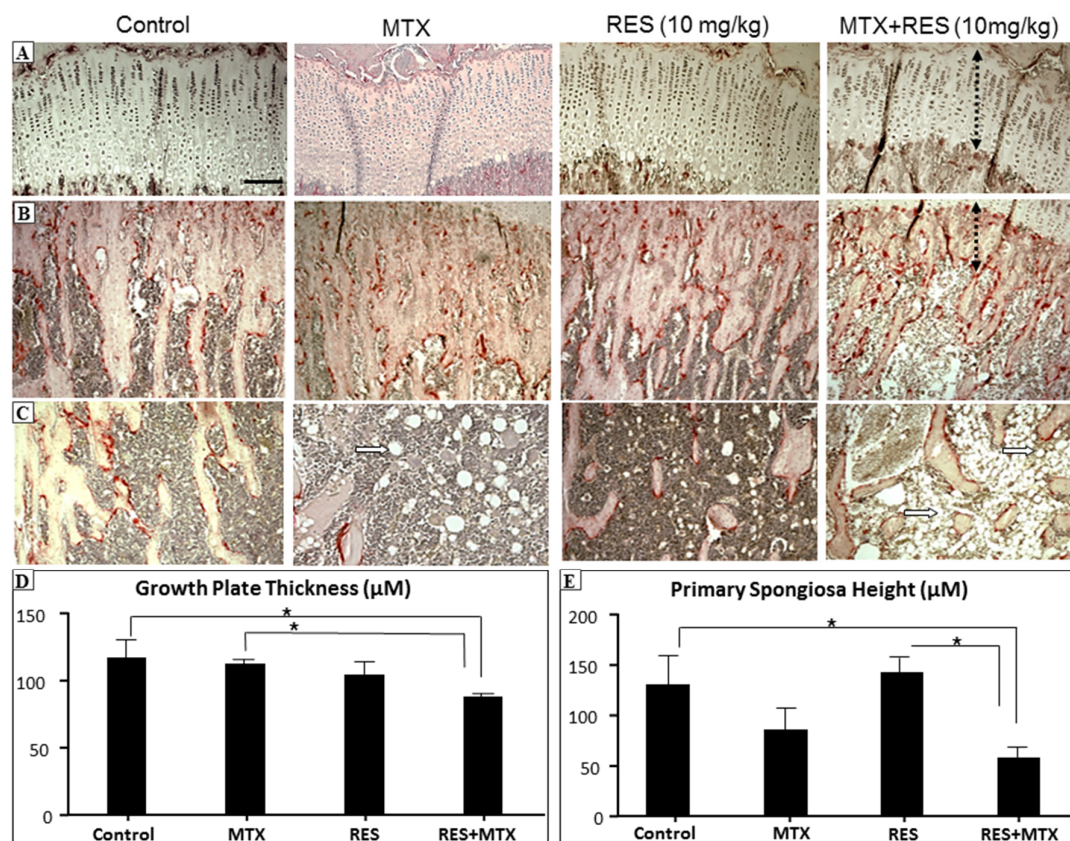 Control MTX RES (10 mg/kg) MTX+RES (10mg/kg)
A
B
C
D
Growth Plate Thickness (µM)
150
100
50
0
*
*
Control MTX RES RES+MTX
E
Primary Spongiosa Height (µM)
200
150
100
50
0
*
*
Control MTX RES RES+MTX